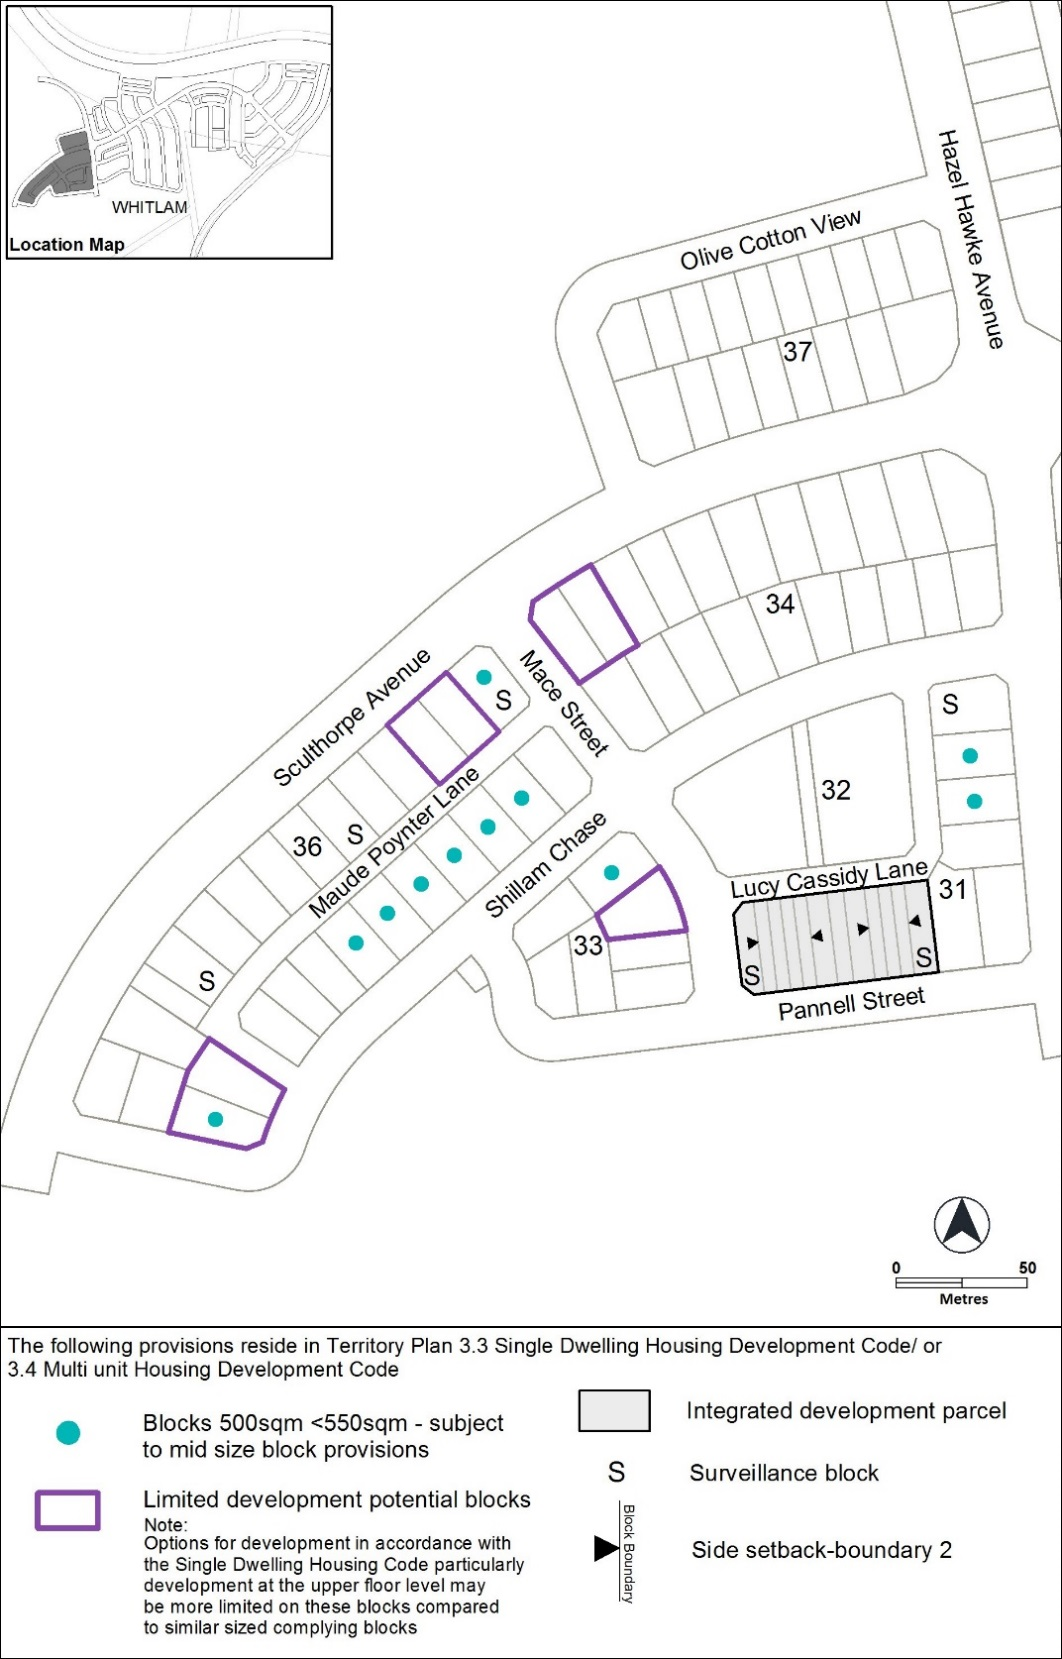 WHITLAM
Location Map
Hazel Hawke Avenue
Olive Cotton View
37
34
Mace Street
Sculthorpe Avenue
S
S
32
36
S
Maude Poynter Lane
Shillam Chase
Lucy Cassidy Lane
31
33
S
S
S
Pannell Street
0 50
Metres
The following provisions reside in Territory Plan 3.3 Single Dwelling Housing Development Code/ or
3.4 Multi unit Housing Development Code
Blocks 500sqm <550sqm - subject
to mid size block provisions
Limited development potential blocks
Note:
Options for development in accordance with
the Single Dwelling Housing Code particularly
development at the upper floor level may
be more limited on these blocks compared
to similar sized complying blocks
Integrated development parcel
S Surveillance block
Block Boundary
Side setback-boundary 2